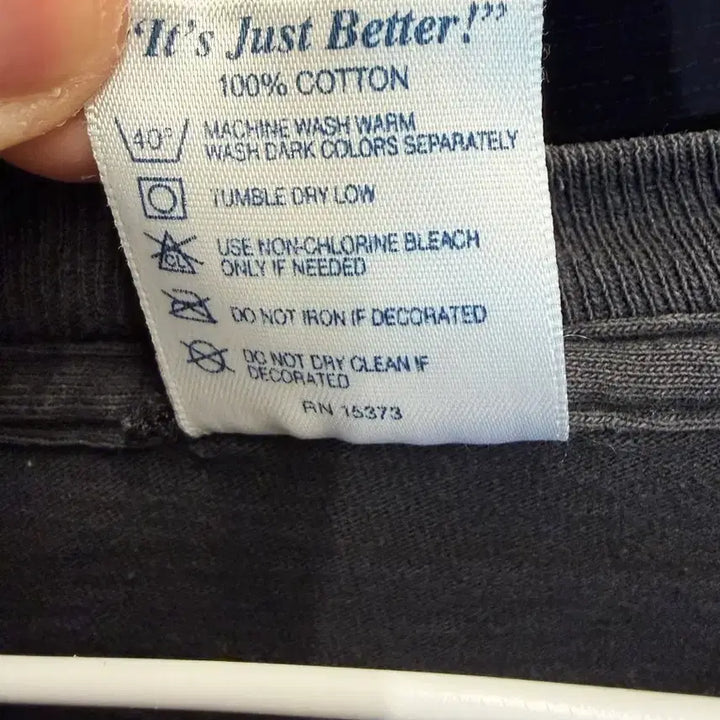 "It's Just Better!"
100% COTTON
40° MACHINE WASH WARM
WASH DARK COLORS SEPARATELY
TUMBLE DRY LOW
CL USE NON-CHLORINE BLEACH
ONLY IF NEEDED
DO NOT IRON IF DECORATED
DO NOT DRY CLEAN IF
DECORATED
RN 15373